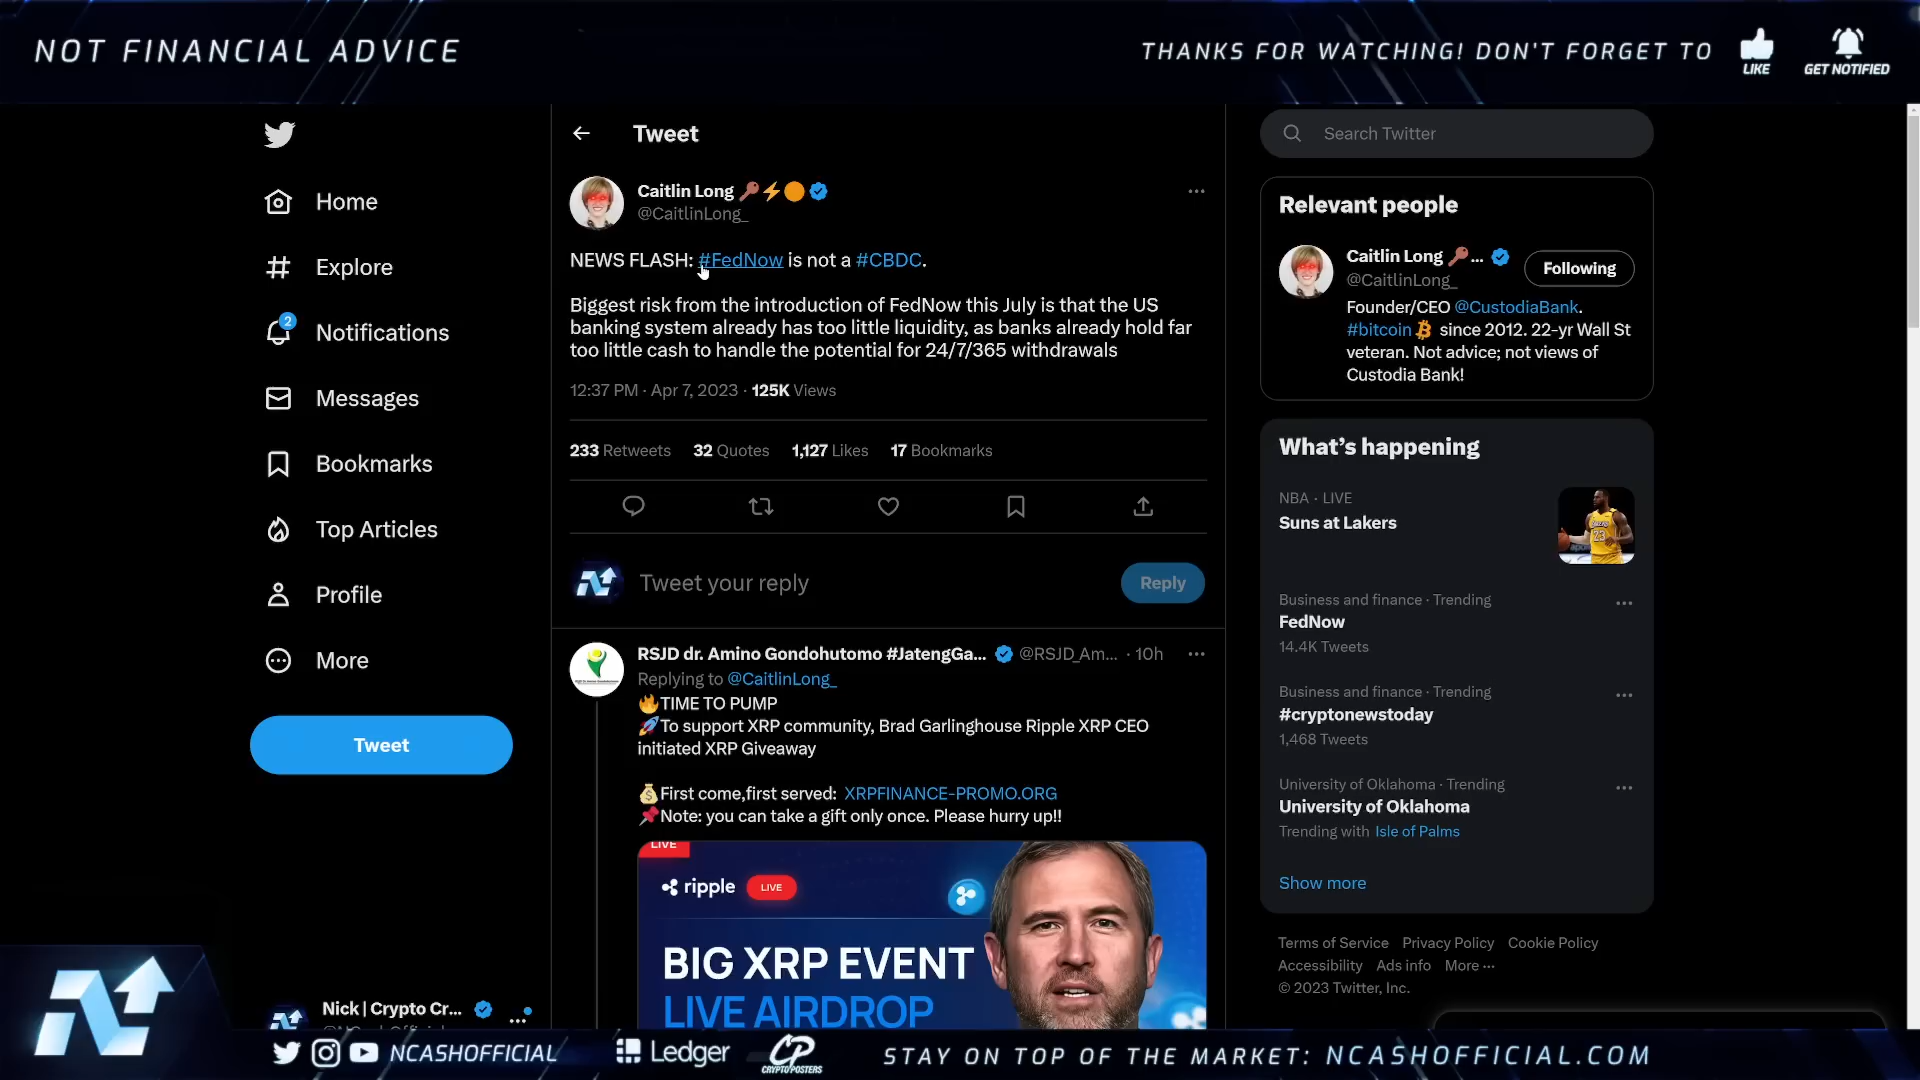 NOT FINANCIAL ADVICE
THANKS FOR WATCHING! DON'T FORGET TO
LIKE
GET NOTIFIED
Home
Explore
2
Notifications
Messages
Bookmarks
Top Articles
Profile
More
Tweet
Nick | Crypto Cr...
Tweet
Caitlin Long 🔑⚡🟠
@CaitlinLong_
NEWS FLASH: #FedNow is not a #CBDC.
Biggest risk from the introduction of FedNow this July is that the US
banking system already has too little liquidity, as banks already hold far
too little cash to handle the potential for 24/7/365 withdrawals
12:37 PM · Apr 7, 2023 · 125K Views
233 Retweets 32 Quotes 1,127 Likes 17 Bookmarks
Tweet your reply
Reply
RSJD dr. Amino Gondohutomo #JatengGa... @RSJD_Am... · 10h
Replying to @CaitlinLong_
🔥TIME TO PUMP
🚀To support XRP community, Brad Garlinghouse Ripple XRP CEO
initiated XRP Giveaway
💰First come,first served: XRPFINANCE-PROMO.ORG
📌Note: you can take a gift only once. Please hurry up!!
LIVE
ripple LIVE
BIG XRP EVENT
LIVE AIRDROP
Search Twitter
Relevant people
Caitlin Long 🔑...
@CaitlinLong_
Following
Founder/CEO @CustodiaBank.
#bitcoin since 2012. 22-yr Wall St
veteran. Not advice; not views of
Custodia Bank!
What's happening
NBA · LIVE
Suns at Lakers
23
Business and finance · Trending
FedNow
14.4K Tweets
Business and finance · Trending
#cryptonewstoday
1,468 Tweets
University of Oklahoma · Trending
University of Oklahoma
Trending with Isle of Palms
Show more
Terms of Service Privacy Policy Cookie Policy
Accessibility Ads info More ···
© 2023 Twitter, Inc.
NCASHOFFICIAL
Ledger
CP
CRYPTOPOSTERS
STAY ON TOP OF THE MARKET: NCASHOFFICIAL.COM